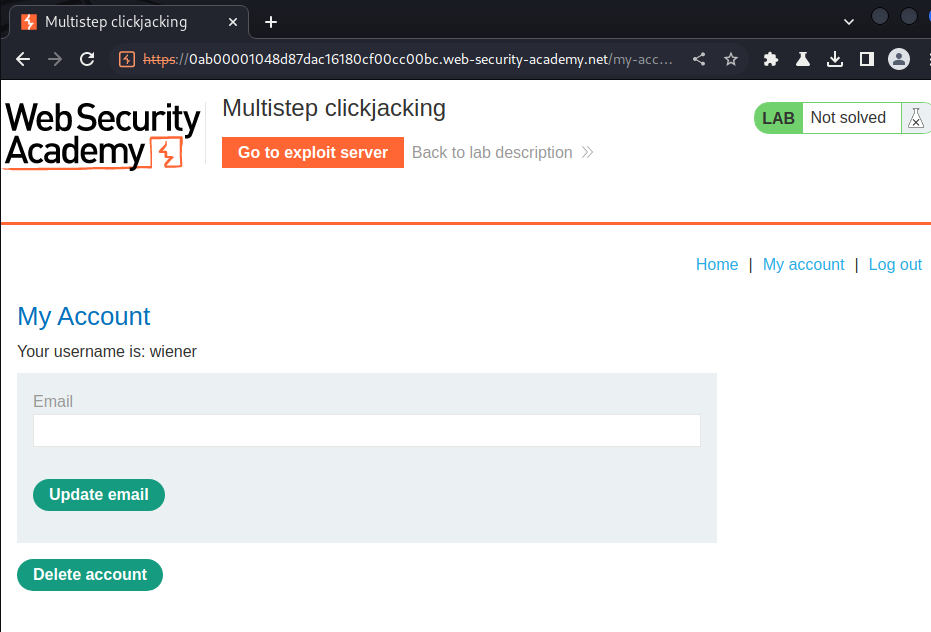 Multistep clickjacking
https://0ab00001048d87dac16180cf00cc00bc.web-security-academy.net/my-acc...
Web Security
Academy
Multistep clickjacking
Go to exploit server
Back to lab description
LAB
Not solved
Home | My account | Log out
My Account
Your username is: wiener
Email
Update email
Delete account